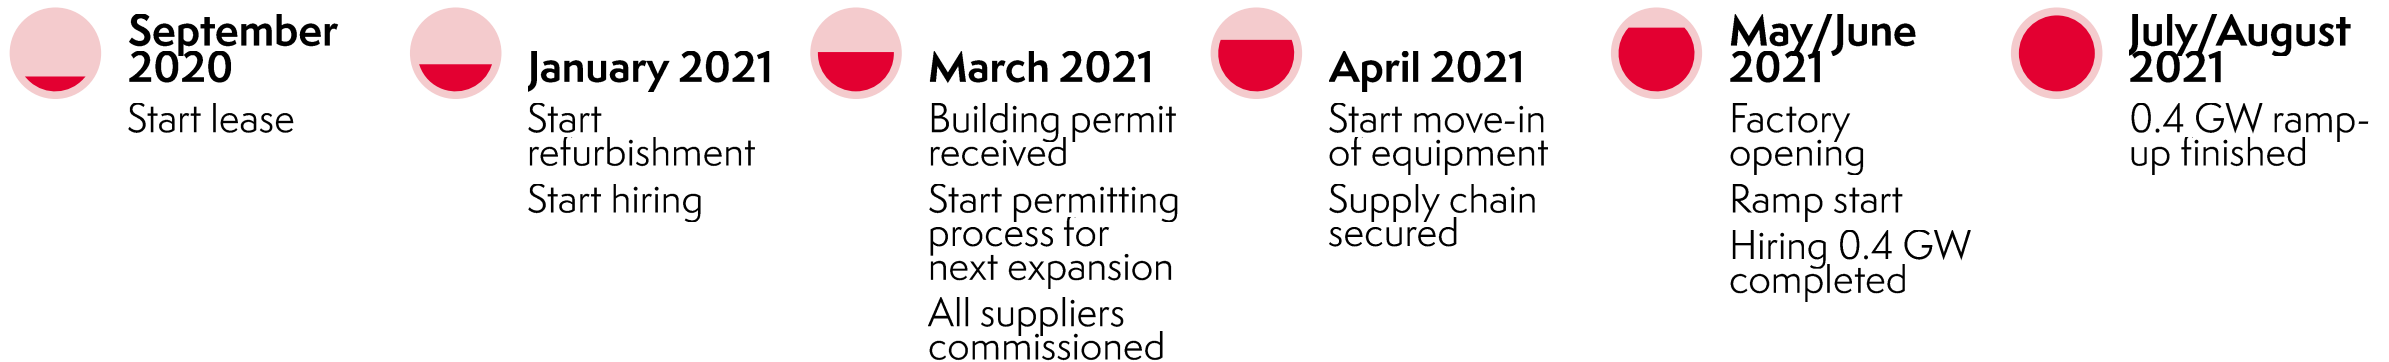 September
2020
Start lease
January 2021
Start
refurbishment
Start hiring
March 2021
Building permit
received
Start permitting
process for
next expansion
All suppliers
commissioned
April 2021
Start move-in
of equipment
Supply chain
secured
May/June
2021
Factory
opening
Ramp start
Hiring 0.4 GW
completed
July/August
2021
0.4 GW ramp-
up finished